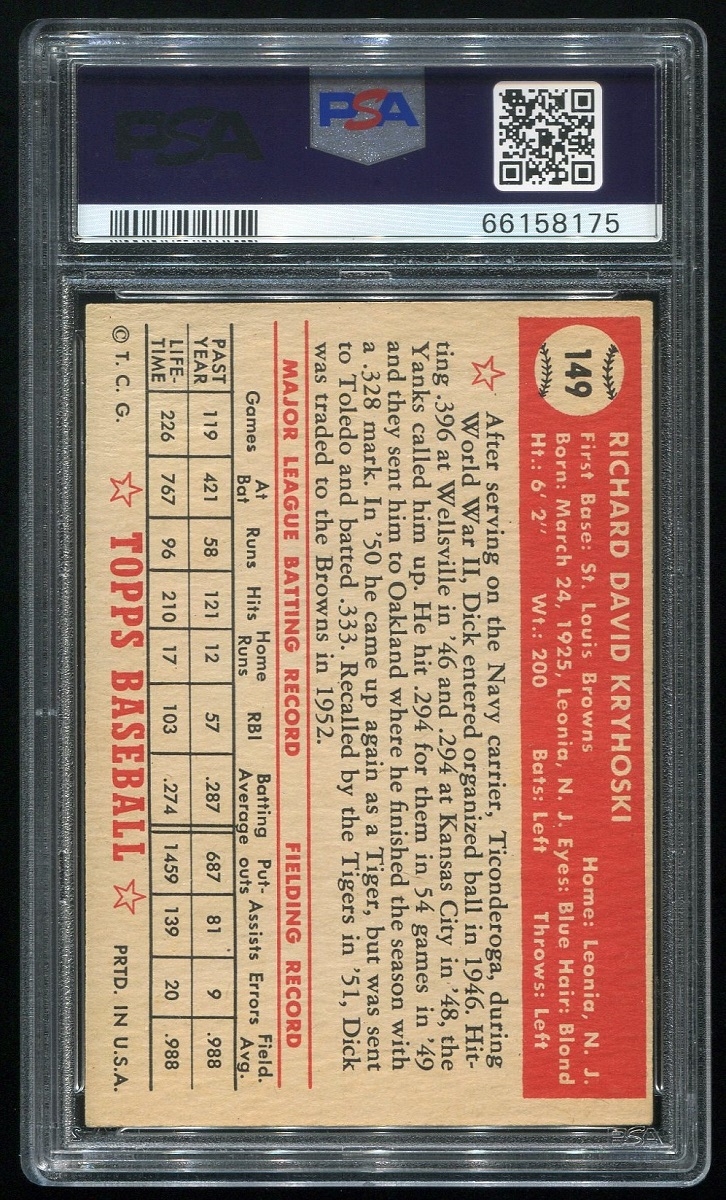 PSA
PSA
66158175
149
RICHARD DAVID KRYHOSKI
First Base: St. Louis Browns Home: Leonia, N. J.
Born: March 24, 1925, Leonia, N. J. Eyes: Blue Hair: Blond
Ht.: 6' 2" Wt.: 200 Bats: Left Throws: Left
After serving on the Navy carrier, Ticonderoga, during
World War II, Dick entered organized ball in 1946. Hit-
ting .396 at Wellsville in '46 and .294 at Kansas City in '48, the
Yanks called him up. He hit .294 for them in 54 games in '49
and they sent him to Oakland where he finished the season with
a .328 mark. In '50 he came up again as a Tiger, but was sent
to Toledo and batted .333. Recalled by the Tigers in '51, Dick
was traded to the Browns in 1952.
MAJOR LEAGUE BATTING RECORD FIELDING RECORD
Games At Bat Runs Hits Home Runs RBI Batting Average Put-outs Assists Errors Field. Avg.
PAST YEAR 119 421 58 121 12 57 .287 687 81 9 .988
LIFE-TIME 226 767 96 210 17 103 .274 1459 139 20 .988
© T. C. G. TOPPS BASEBALL PRTD. IN U.S.A.
PSA